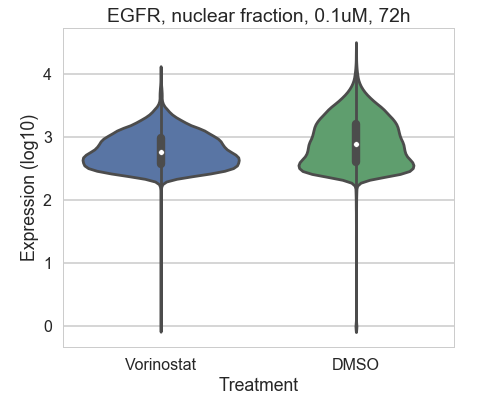 EGFR, nuclear fraction, 0.1uM, 72h
Expression (log10)
4
3
2
1
0
Vorinostat DMSO
Treatment